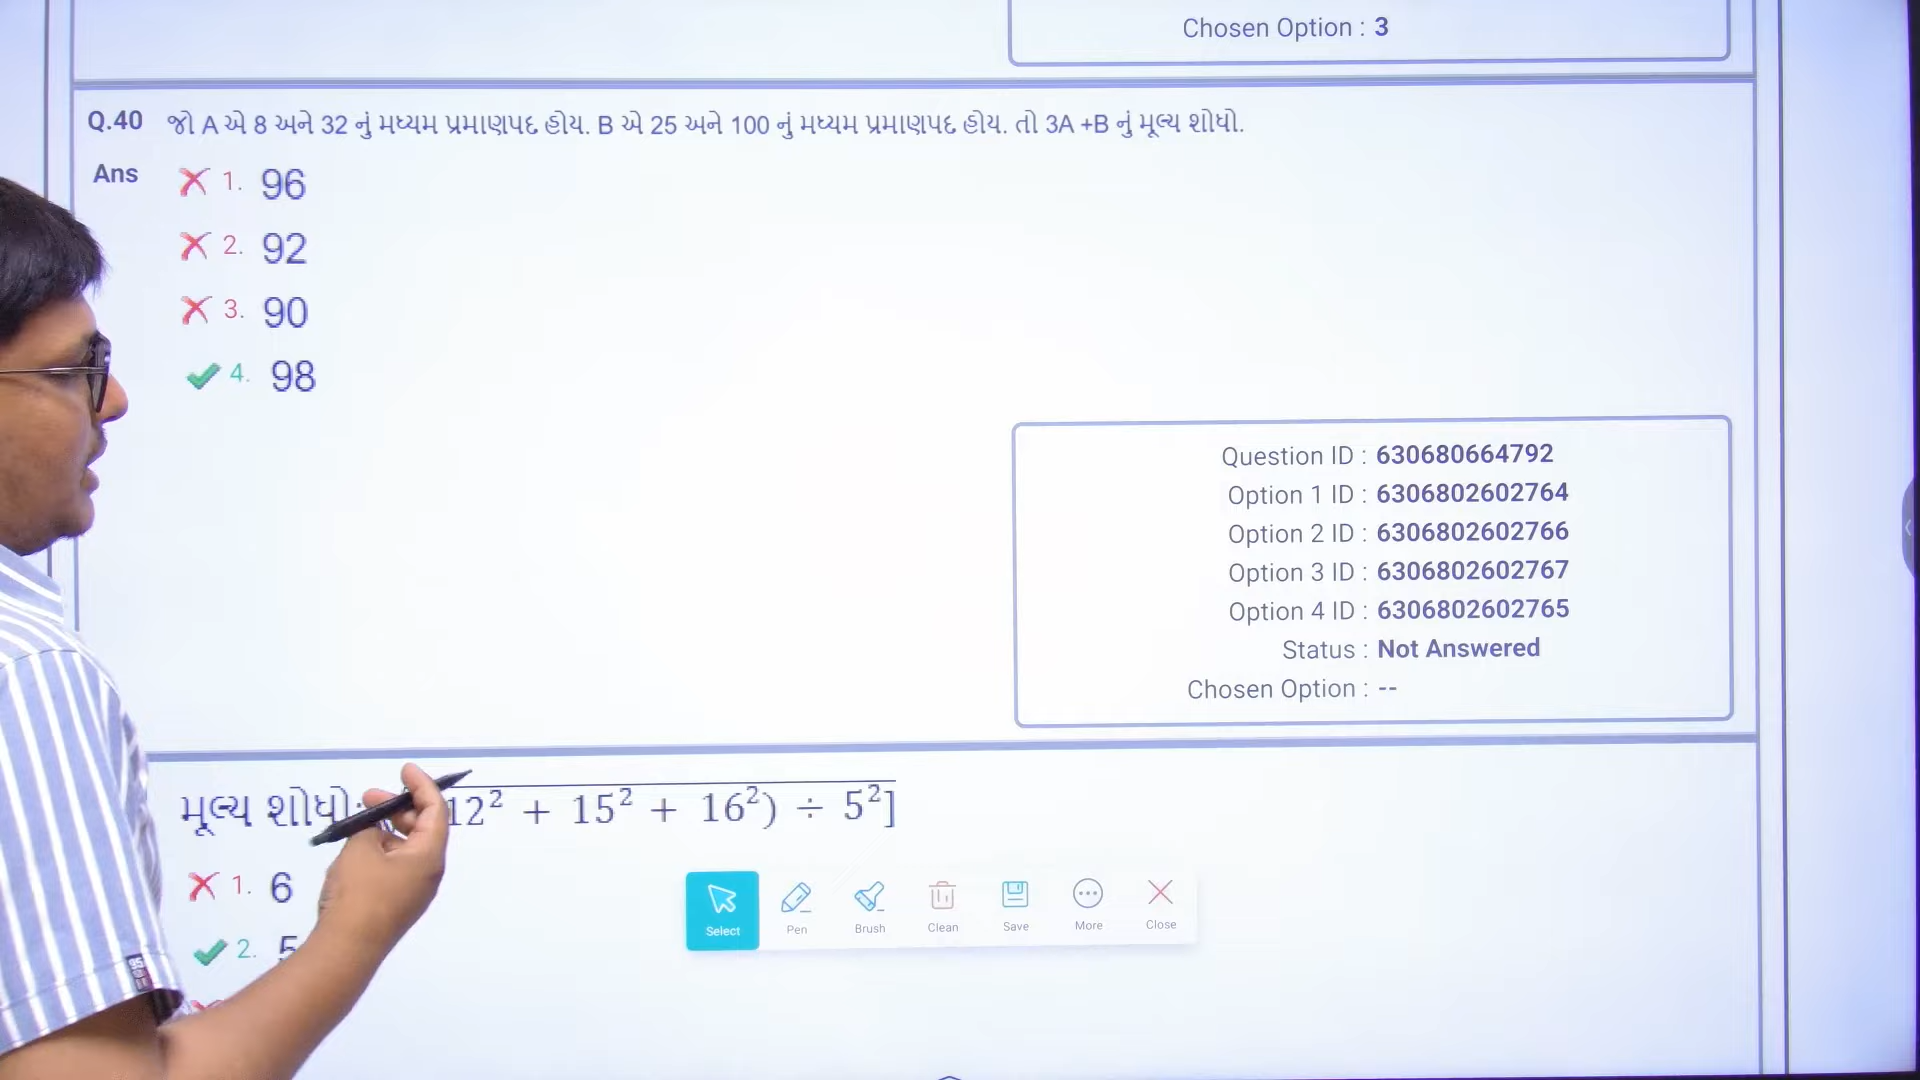 Chosen Option : 3
Q.40 જો A એ 8 અને 32 નું મધ્યમ પ્રમાણપદ હોય. B એ 25 અને 100 નું મધ્યમ પ્રમાણપદ હોય. તો 3A +B નું મૂલ્ય શોધો.
Ans 1. 96
2. 92
3. 90
4. 98
Question ID : 630680664792
Option 1 ID : 6306802602764
Option 2 ID : 6306802602766
Option 3 ID : 6306802602767
Option 4 ID : 6306802602765
Status : Not Answered
Chosen Option : --
મૂલ્ય શોધો: 12² + 15² + 16²) ÷ 5²]
1. 6
2. 5
Select Pen Brush Clean Save More Close